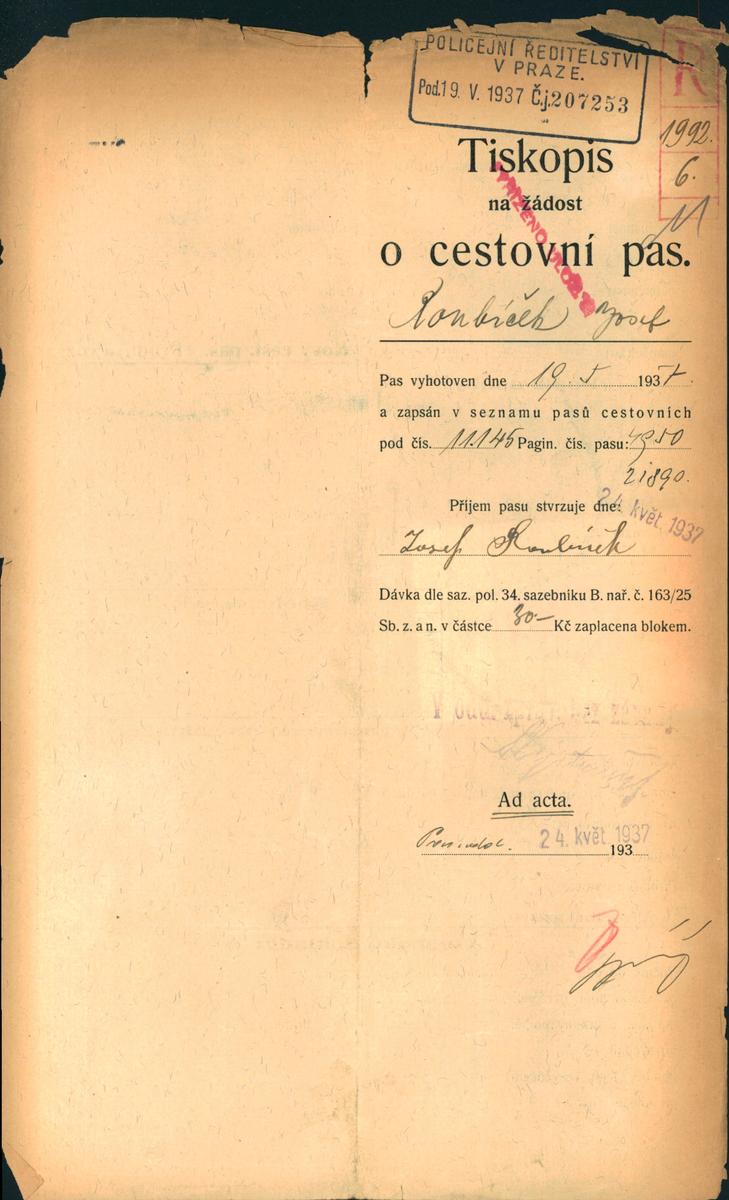 POLICEJNÍ ŘEDITELSTVÍ
V PRAZE.
Pod. 19. V. 1937 Č.j. 207253
R
1992.
6.
Tiskopis
na žádost
o cestovní pas.
Roubíček Josef
Pas vyhotoven dne 19. 5 1937.
a zapsán v seznamu pasů cestovních
pod čís. 11.145 Pagin. čís. pasu:
21890.
Příjem pasu stvrzuje dne:
24. květ. 1937
Josef Roubíček
Dávka dle saz. pol. 34. sazebníku B. nař. č. 163/25
Sb. z. a n. v částce 30- Kč zaplacena blokem.
Ad acta.
24. květ. 1937
193